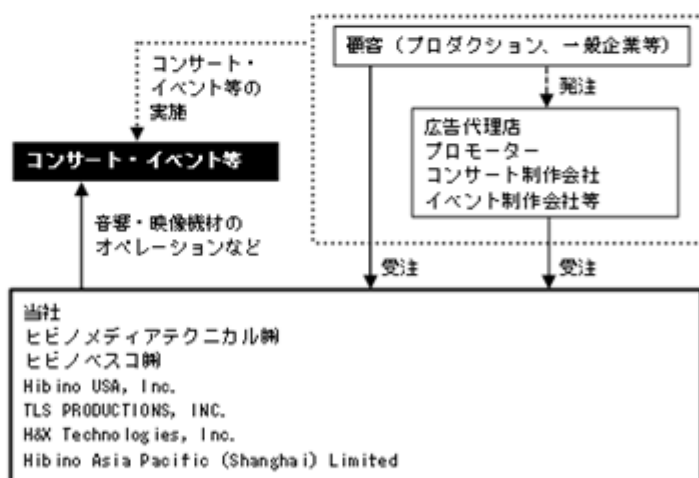 顧客（プロダクション、一般企業等）
コンサート・
イベント等の
実施
発注
広告代理店
プロモーター
コンサート制作会社
イベント制作会社等
コンサート・イベント等
音響・映像機材の
オペレーションなど
受注
受注
当社
ヒビノメディアテクニカル㈱
ヒビノベスコ㈱
Hibino USA, Inc.
TLS PRODUCTIONS, INC.
H&X Technologies, Inc.
Hibino Asia Pacific (Shanghai) Limited